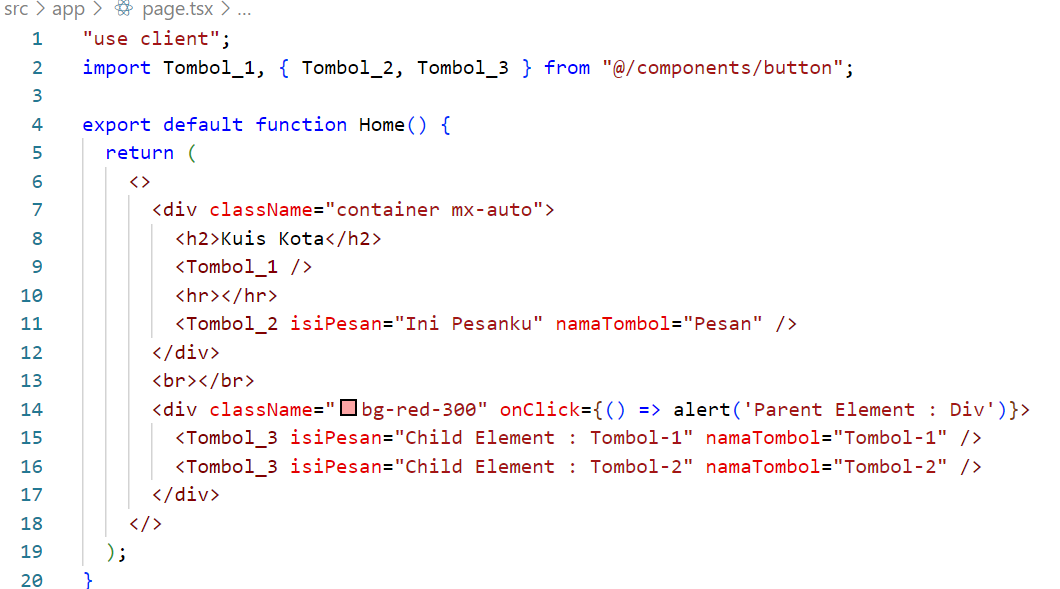 src > app > page.tsx > ...
1 "use client";
2 import Tombol_1, { Tombol_2, Tombol_3 } from "@/components/button";
3
4 export default function Home() {
5   return (
6     <>
7       <div className="container mx-auto">
8         <h2>Kuis Kota</h2>
9         <Tombol_1 />
10         <hr></hr>
11         <Tombol_2 isiPesan="Ini Pesanku" namaTombol="Pesan" />
12       </div>
13       <br></br>
14       <div className="bg-red-300" onClick={() => alert('Parent Element : Div')}>
15         <Tombol_3 isiPesan="Child Element : Tombol-1" namaTombol="Tombol-1" />
16         <Tombol_3 isiPesan="Child Element : Tombol-2" namaTombol="Tombol-2" />
17       </div>
18     </>
19   );
20 }